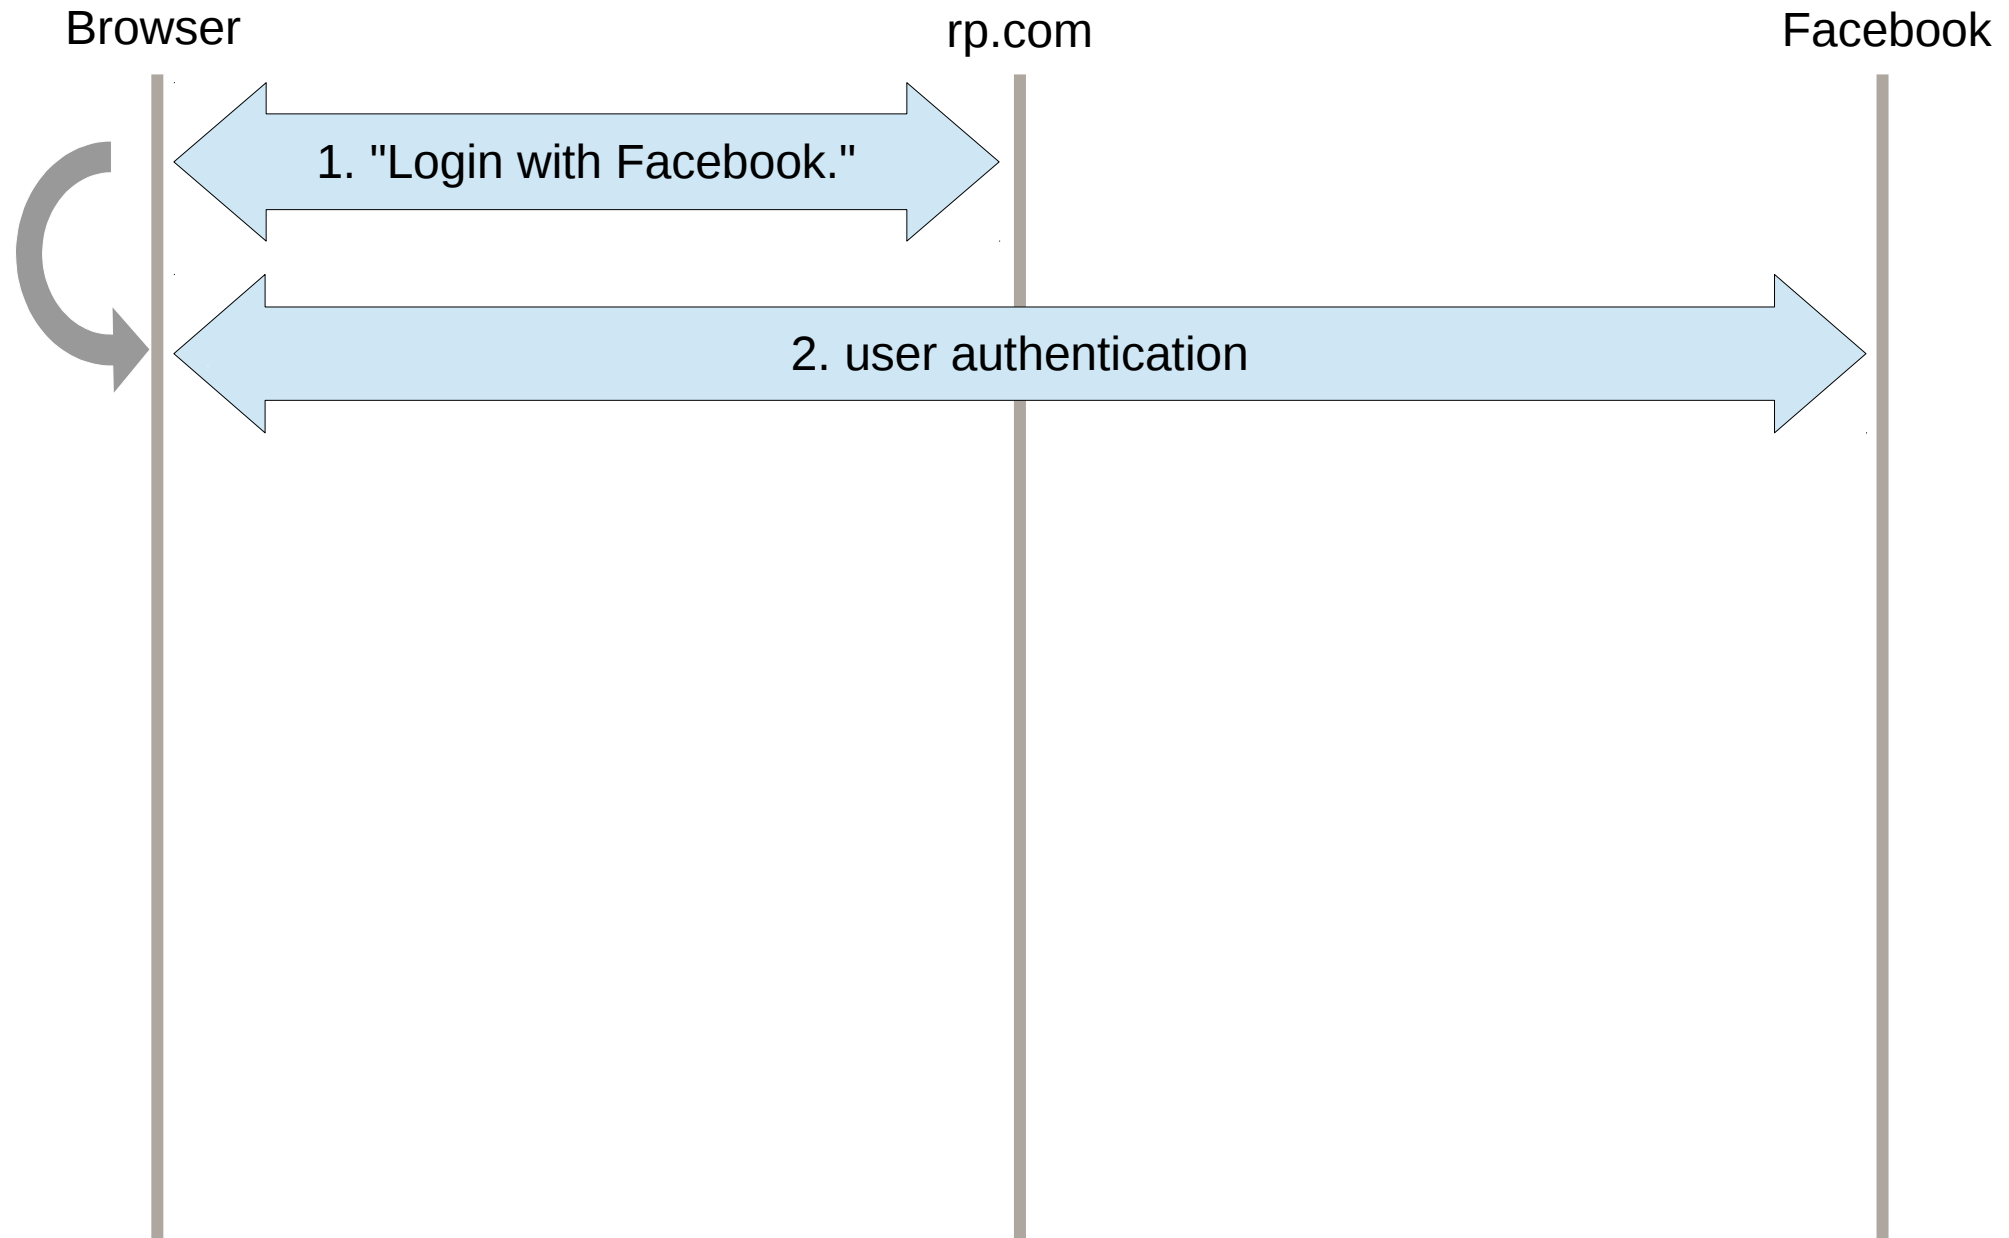 Browser
rp.com
Facebook
1. "Login with Facebook."
2. user authentication